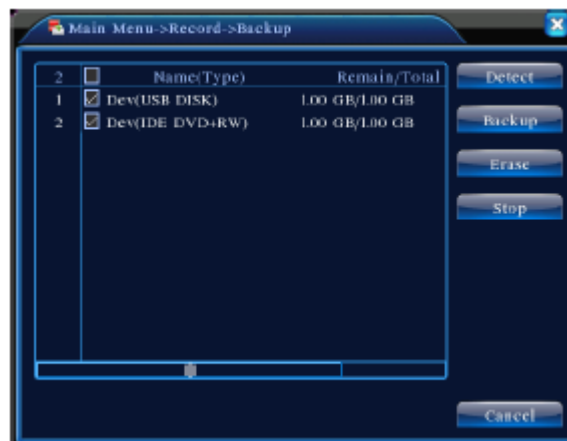 Main Menu->Record->Backup
2 Name(Type) Remain/Total
1 Dev(USB DISK) 1.00 GB/1.00 GB
2 Dev(IDE DVD+RW) 1.00 GB/1.00 GB
Detect
Backup
Erase
Stop
Cancel